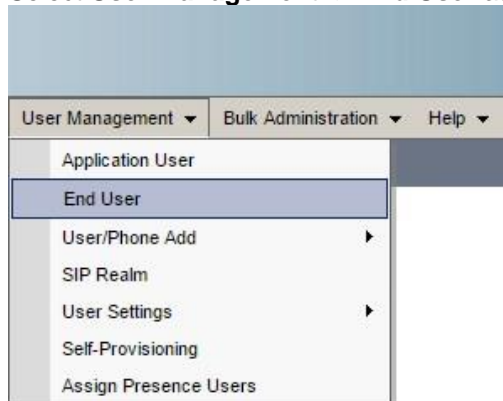 User Management Bulk Administration Help
Application User
End User
User/Phone Add
SIP Realm
User Settings
Self-Provisioning
Assign Presence Users